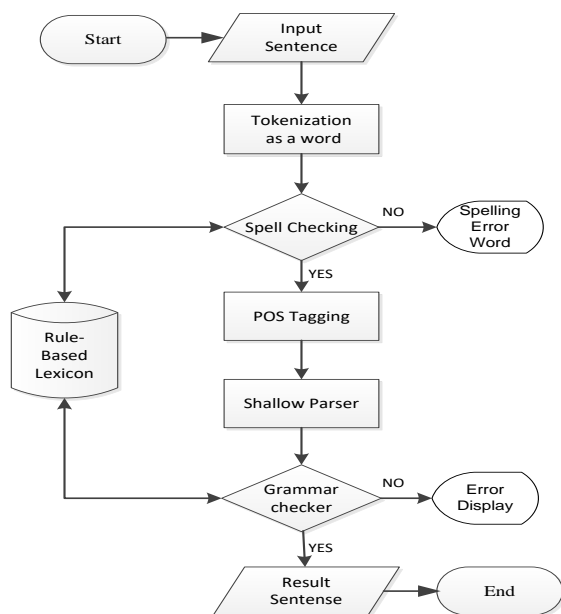 Start
Input
Sentence
Tokenization
as a word
Spell Checking
NO
Spelling
Error
Word
YES
POS Tagging
Rule-
Based
Lexicon
Shallow Parser
Grammar
checker
NO
Error
Display
YES
Result
Sentense
End